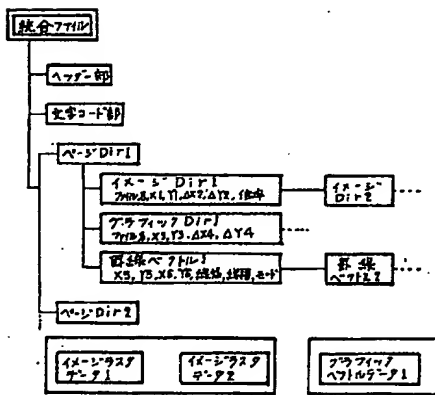 統合ファイル
ヘッダー部
文字コード部
ページDir1
イメージDir1
ファイル名,X1,Y1,ΔX2,ΔY2,倍率
イメージ
Dir2
グラフィックDir1
ファイル名,X3,Y3,ΔX4,ΔY4
罫線ベクトル1
X5,Y5,X6,Y6,線種,線幅,モード
罫線
ベクトル2
ページDir2
イメージラスタ
データ1
イメージラスタ
データ2
グラフィック
ベクトルデータ1